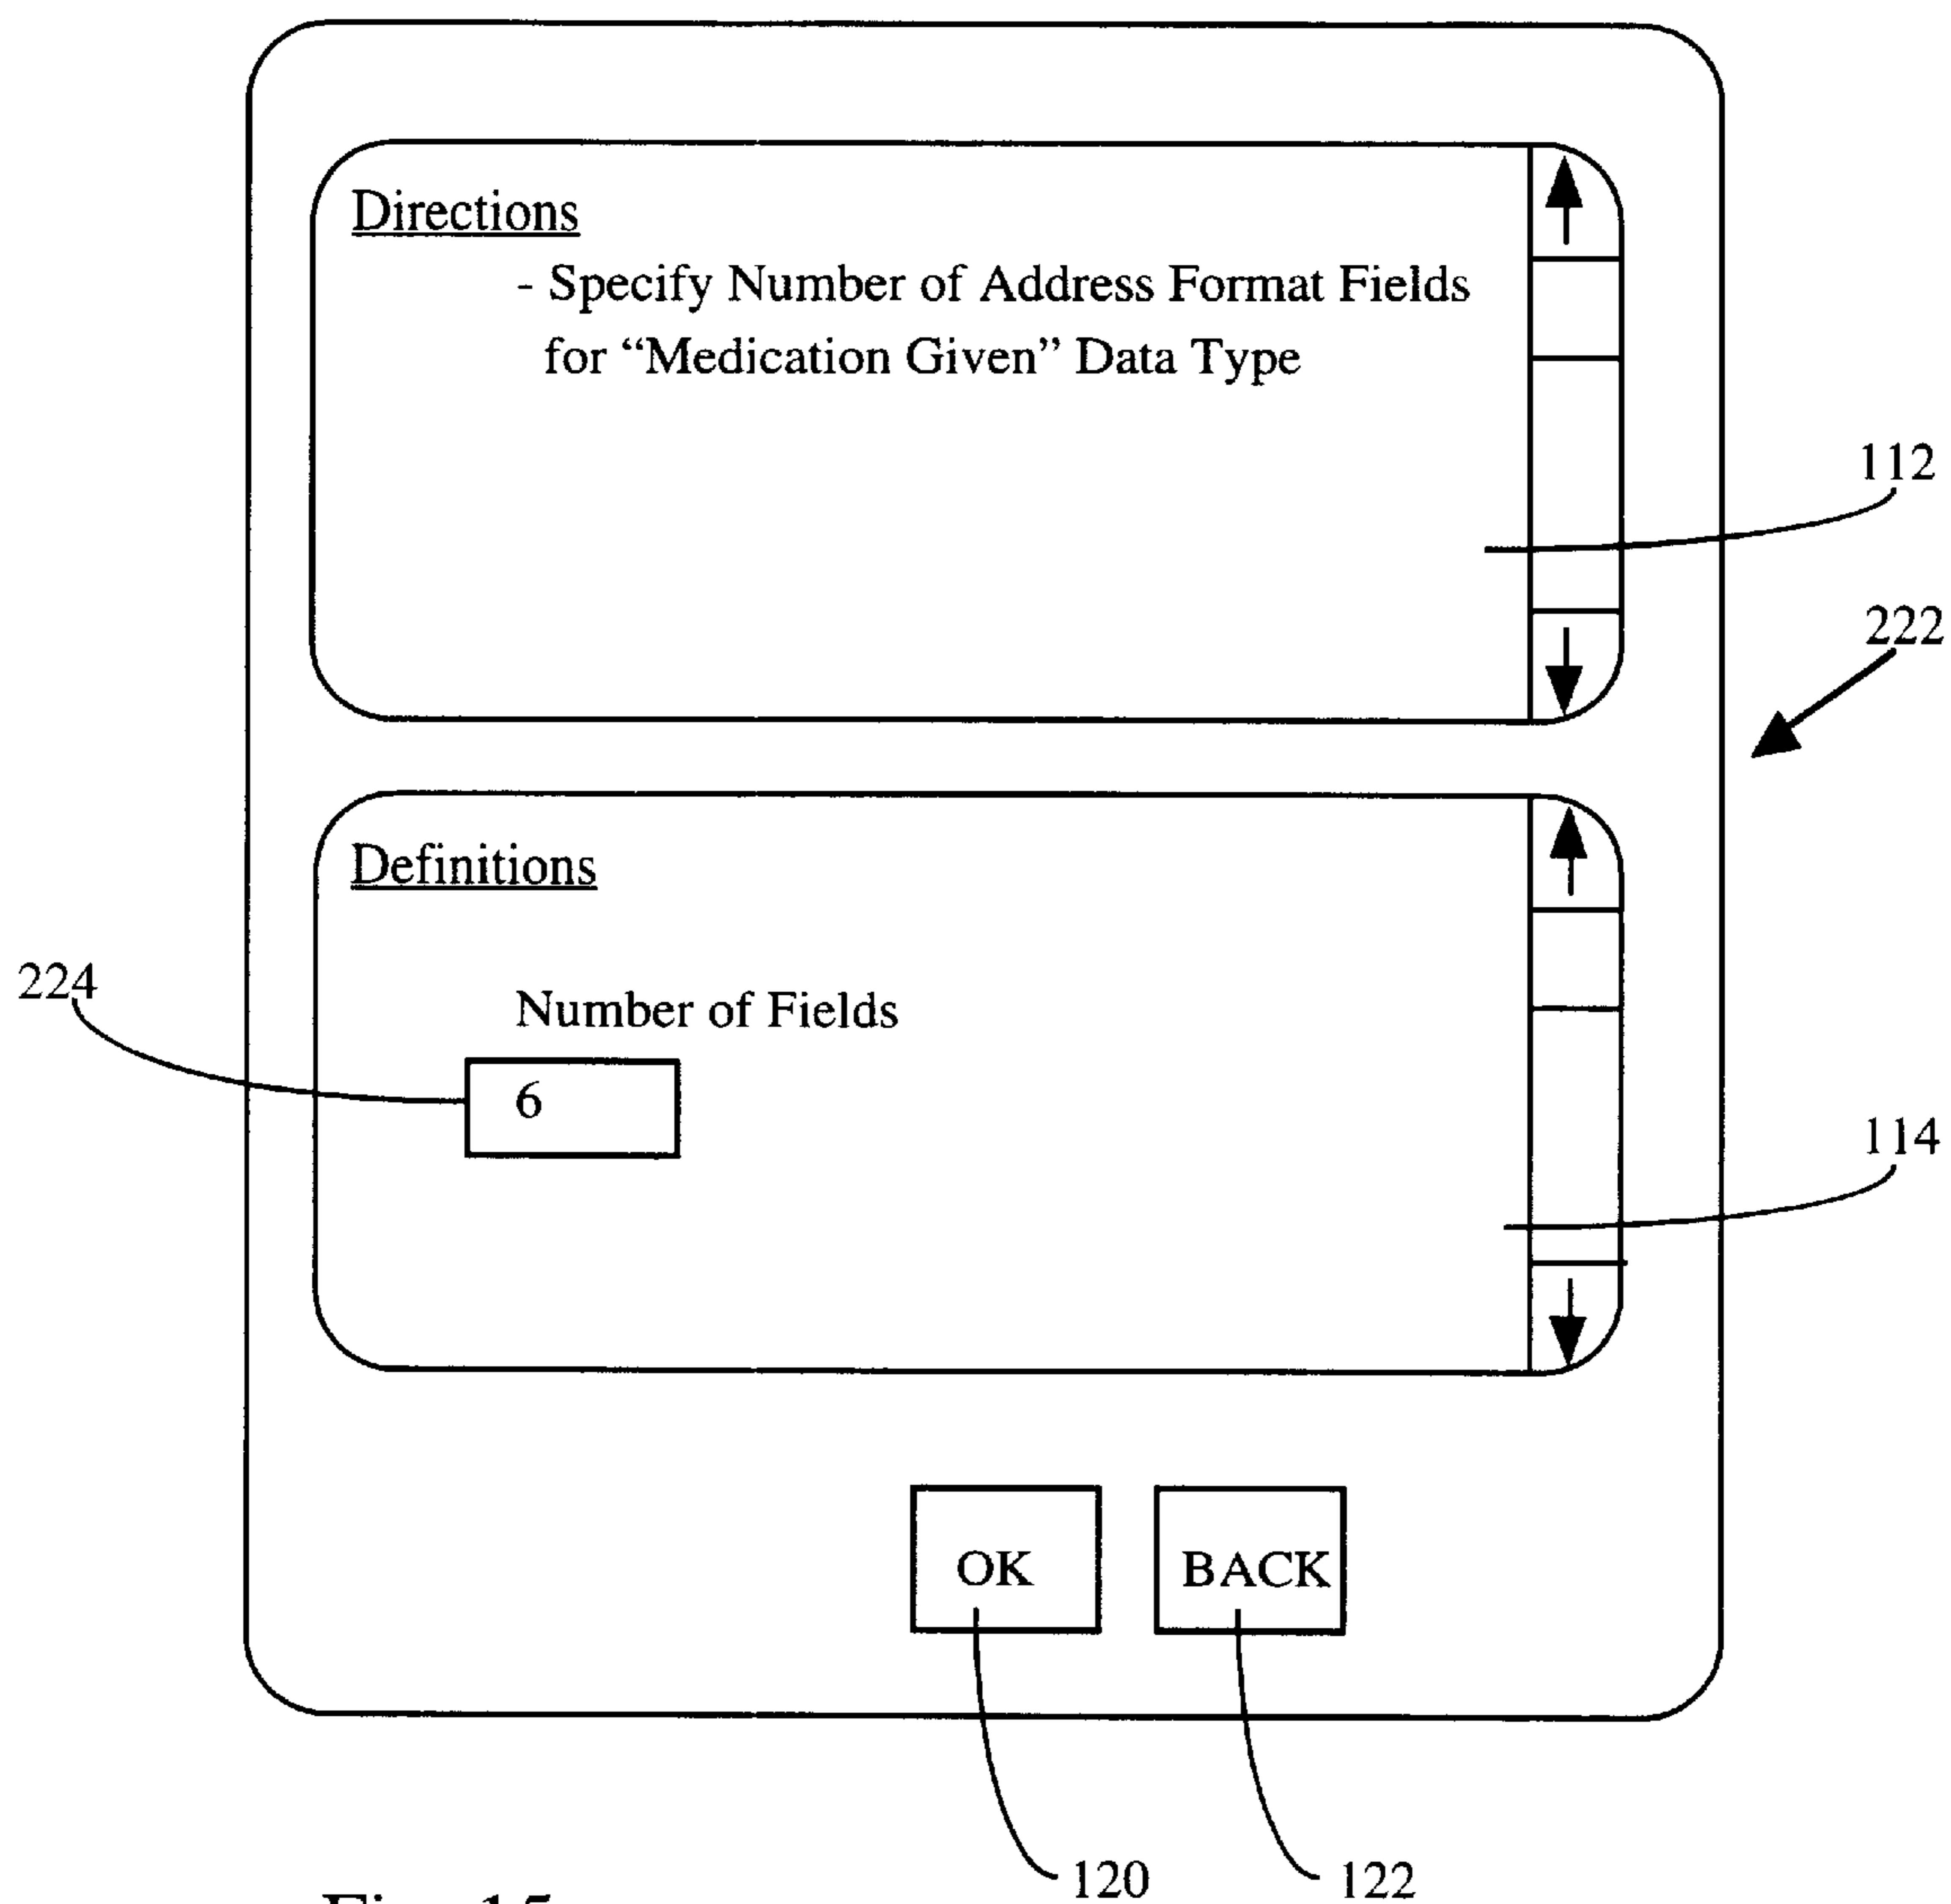 Directions
- Specify Number of Address Format Fields
for “Medication Given” Data Type
112
222
Definitions
224
Number of Fields
6
114
OK
BACK
120
122